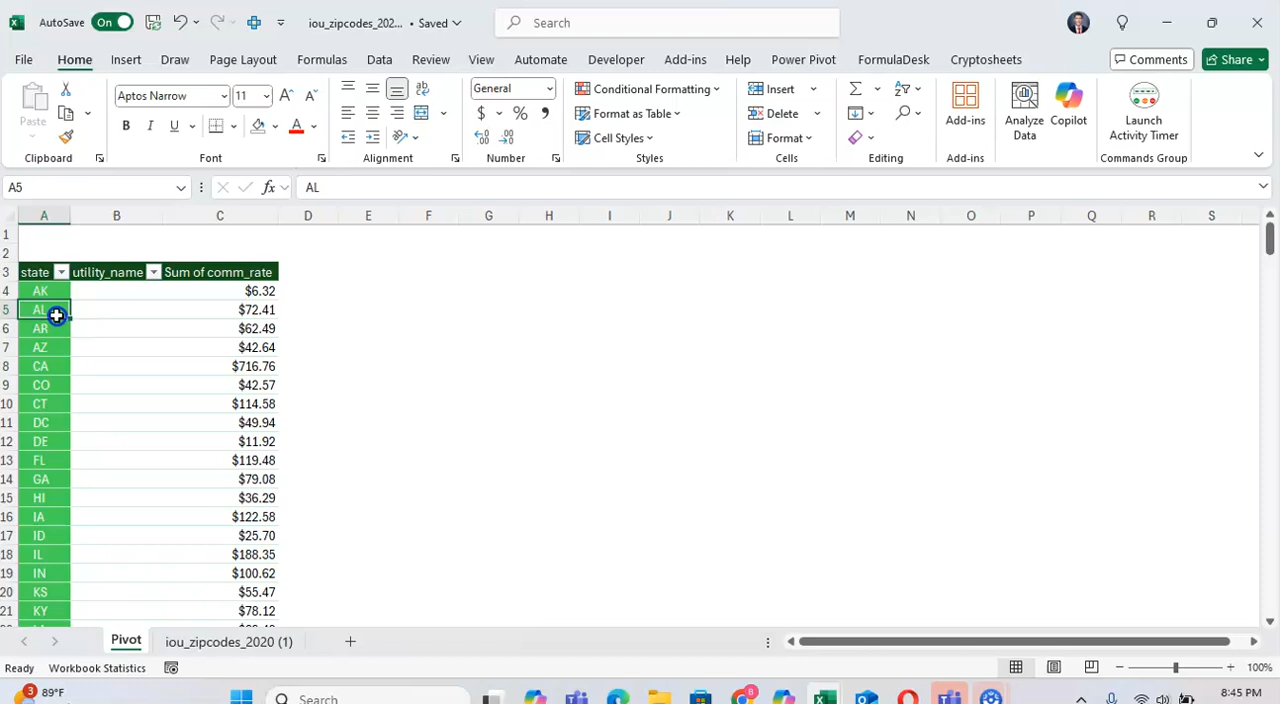 AutoSave On iou_zipcodes_202... • Saved Search
File Home Insert Draw Page Layout Formulas Data Review View Automate Developer Add-ins Help Power Pivot FormulaDesk Cryptosheets Comments Share
Paste Aptos Narrow 11 A A General Conditional Formatting Insert Add-ins Analyze Data Copilot Launch Activity Timer
B I U A $ % , Format as Table Delete
Cell Styles Format
Clipboard Font Alignment Number Styles Cells Editing Add-ins Commands Group
A5 fx AL
A B C D E F G H I J K L M N O P Q R S
1
2
3 state utility_name Sum of comm_rate
4 AK $6.32
5 AL $72.41
6 AR $62.49
7 AZ $42.64
8 CA $716.76
9 CO $42.57
10 CT $114.58
11 DC $49.94
12 DE $11.92
13 FL $119.48
14 GA $79.08
15 HI $36.29
16 IA $122.58
17 ID $25.70
18 IL $188.35
19 IN $100.62
20 KS $55.47
21 KY $78.12
Pivot iou_zipcodes_2020 (1)
Ready Workbook Statistics 100%
3 89°F Search 8:45 PM